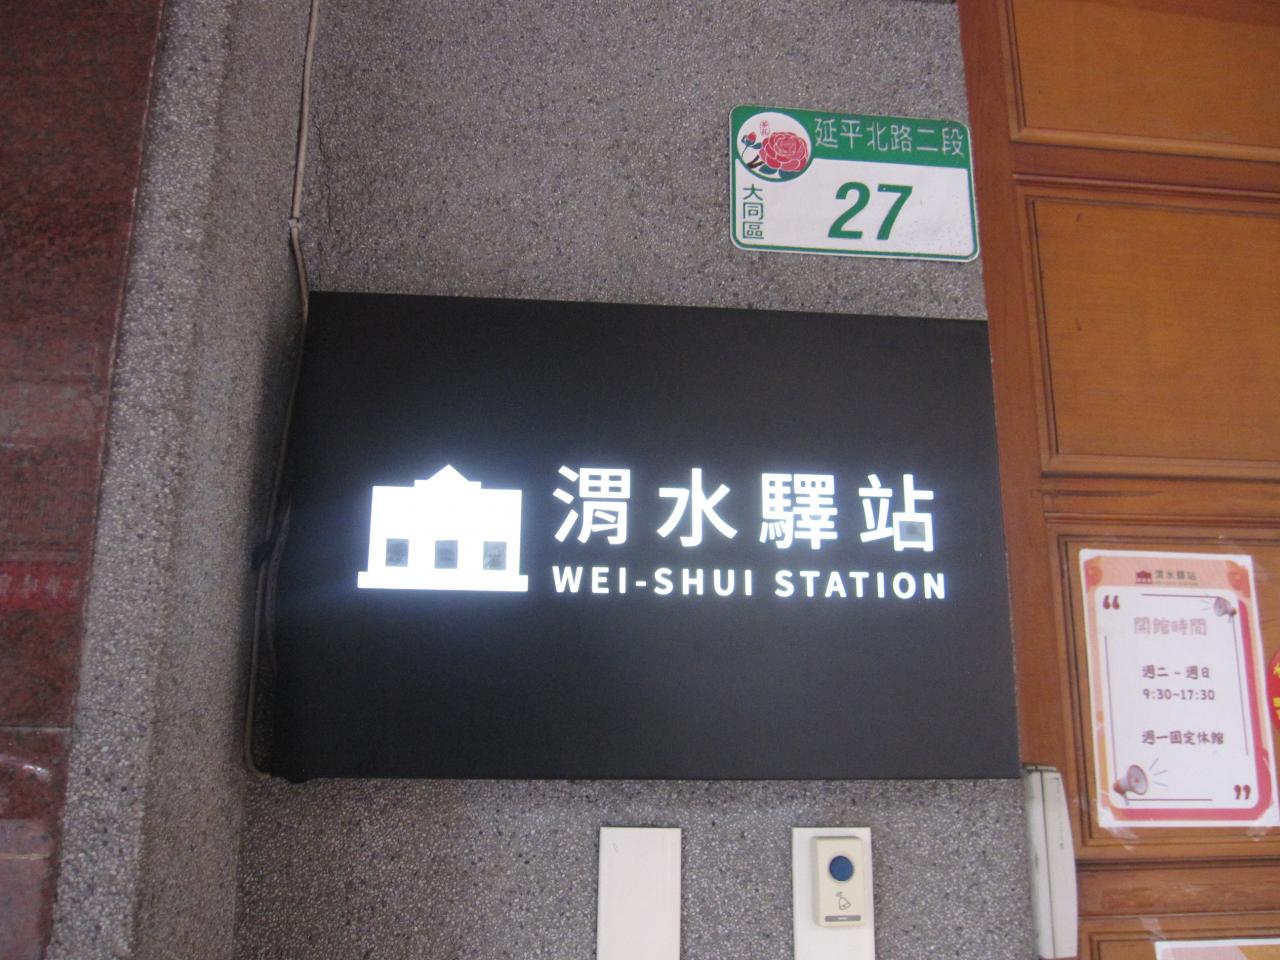 延平北路二段
大同區
27
渭水驛站
WEI-SHUI STATION
渭水驛站
開館時間
週二 - 週日
9:30~17:30
週一固定休館